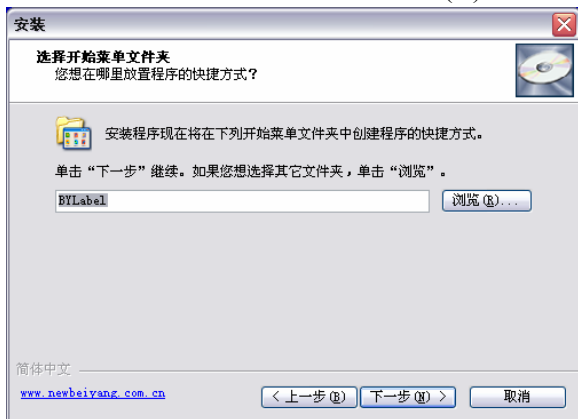 安装
选择开始菜单文件夹
您想在哪里放置程序的快捷方式?
安装程序现在将在下列开始菜单文件夹中创建程序的快捷方式。
单击“下一步”继续。如果您想选择其它文件夹，单击“浏览”。
BYLabel
浏览(R)...
简体中文
www.newbeiyang.com.cn
< 上一步(B)
下一步(N) >
取消